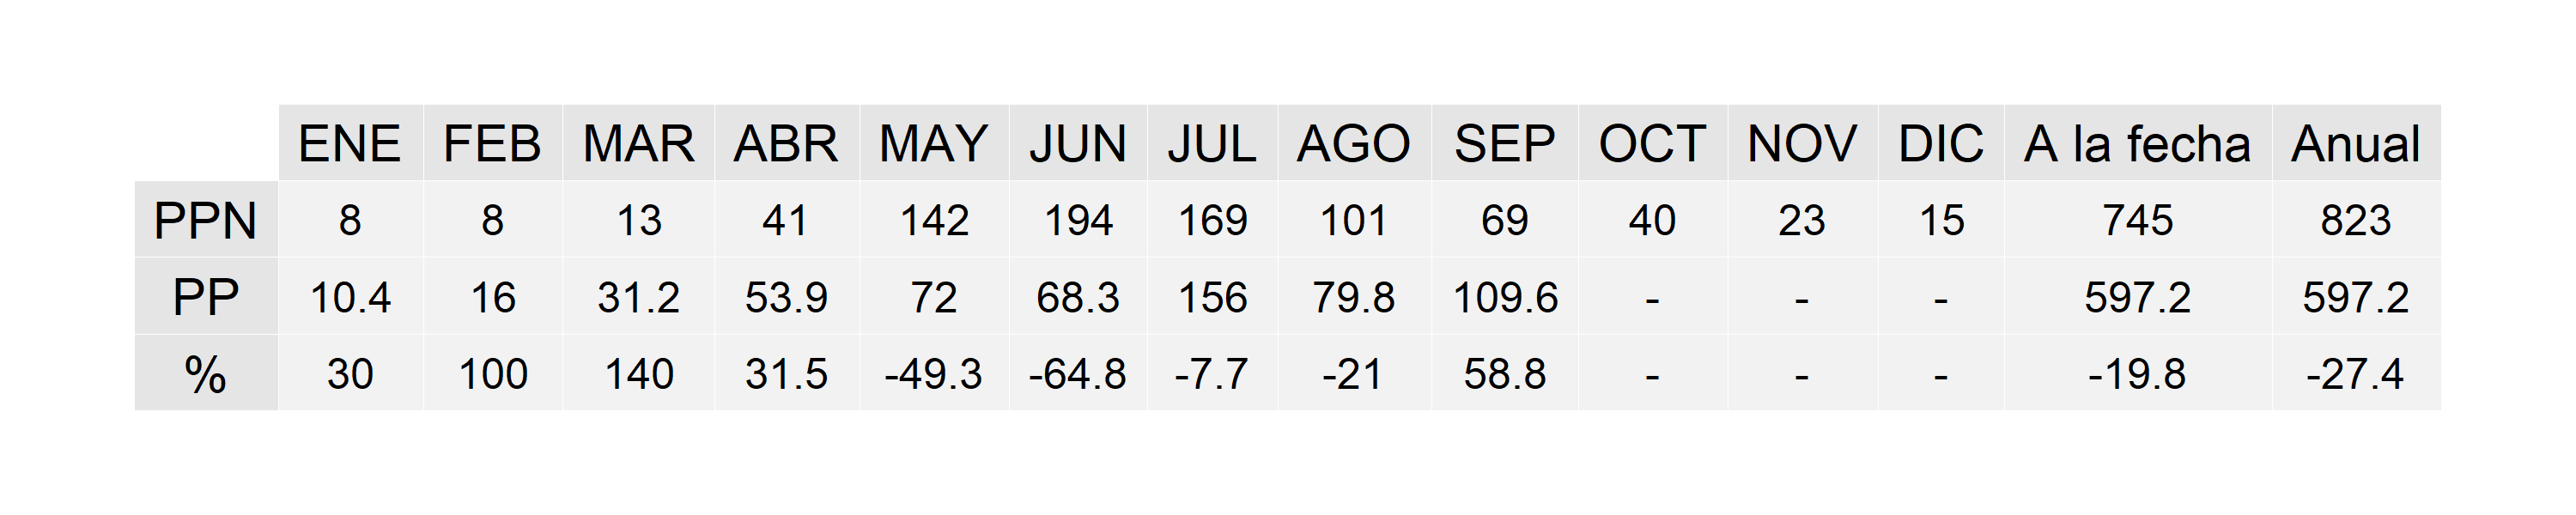 ENE FEB MAR ABR MAY JUN JUL AGO SEP OCT NOV DIC A la fecha Anual
PPN 8 8 13 41 142 194 169 101 69 40 23 15 745 823
PP 10.4 16 31.2 53.9 72 68.3 156 79.8 109.6 - - - 597.2 597.2
% 30 100 140 31.5 -49.3 -64.8 -7.7 -21 58.8 - - - -19.8 -27.4